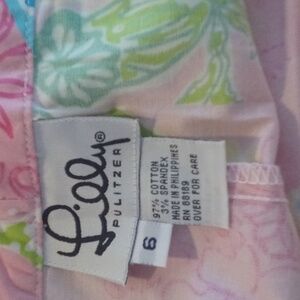 Lilly®
PULITZER
6
97% COTTON
3% SPANDEX
MADE IN PHILIPPINES
RN 88189
OVER FOR CARE